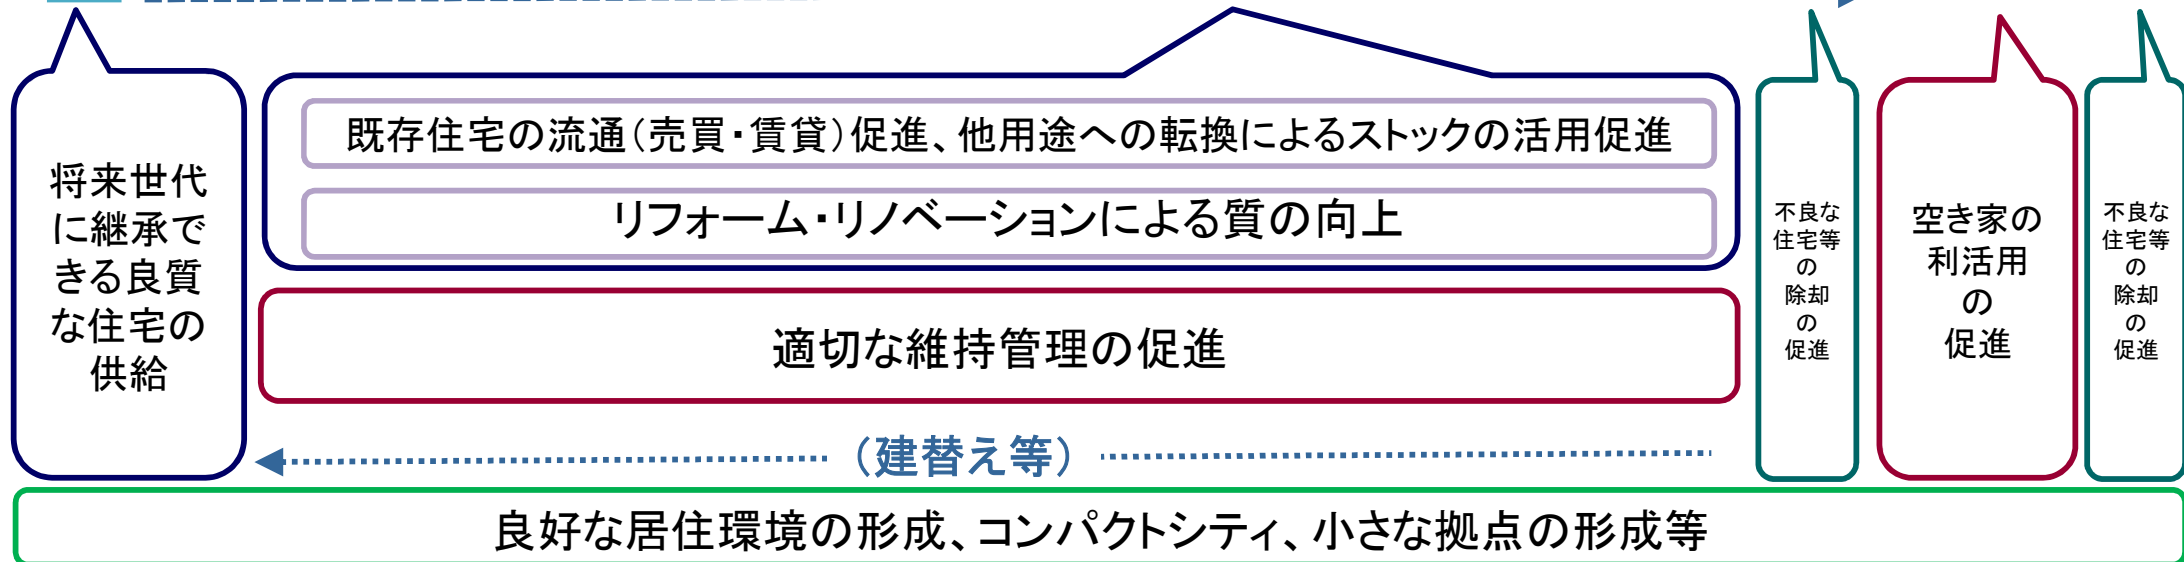 将来世代
に継承で
きる良質
な住宅の
供給
既存住宅の流通（売買・賃貸）促進、他用途への転換によるストックの活用促進
リフォーム・リノベーションによる質の向上
適切な維持管理の促進
（建替え等）
不良な
住宅等
の
除却
の
促進
空き家の
利活用
の
促進
不良な
住宅等
の
除却
の
促進
良好な居住環境の形成、コンパクトシティ、小さな拠点の形成等